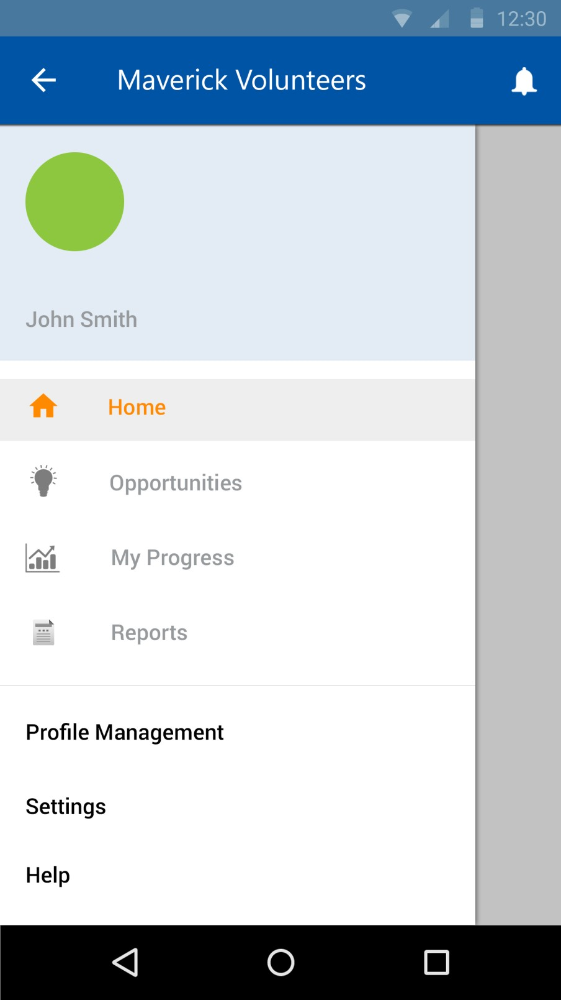 12:30
Maverick Volunteers
John Smith
Home
Opportunities
My Progress
Reports
Profile Management
Settings
Help